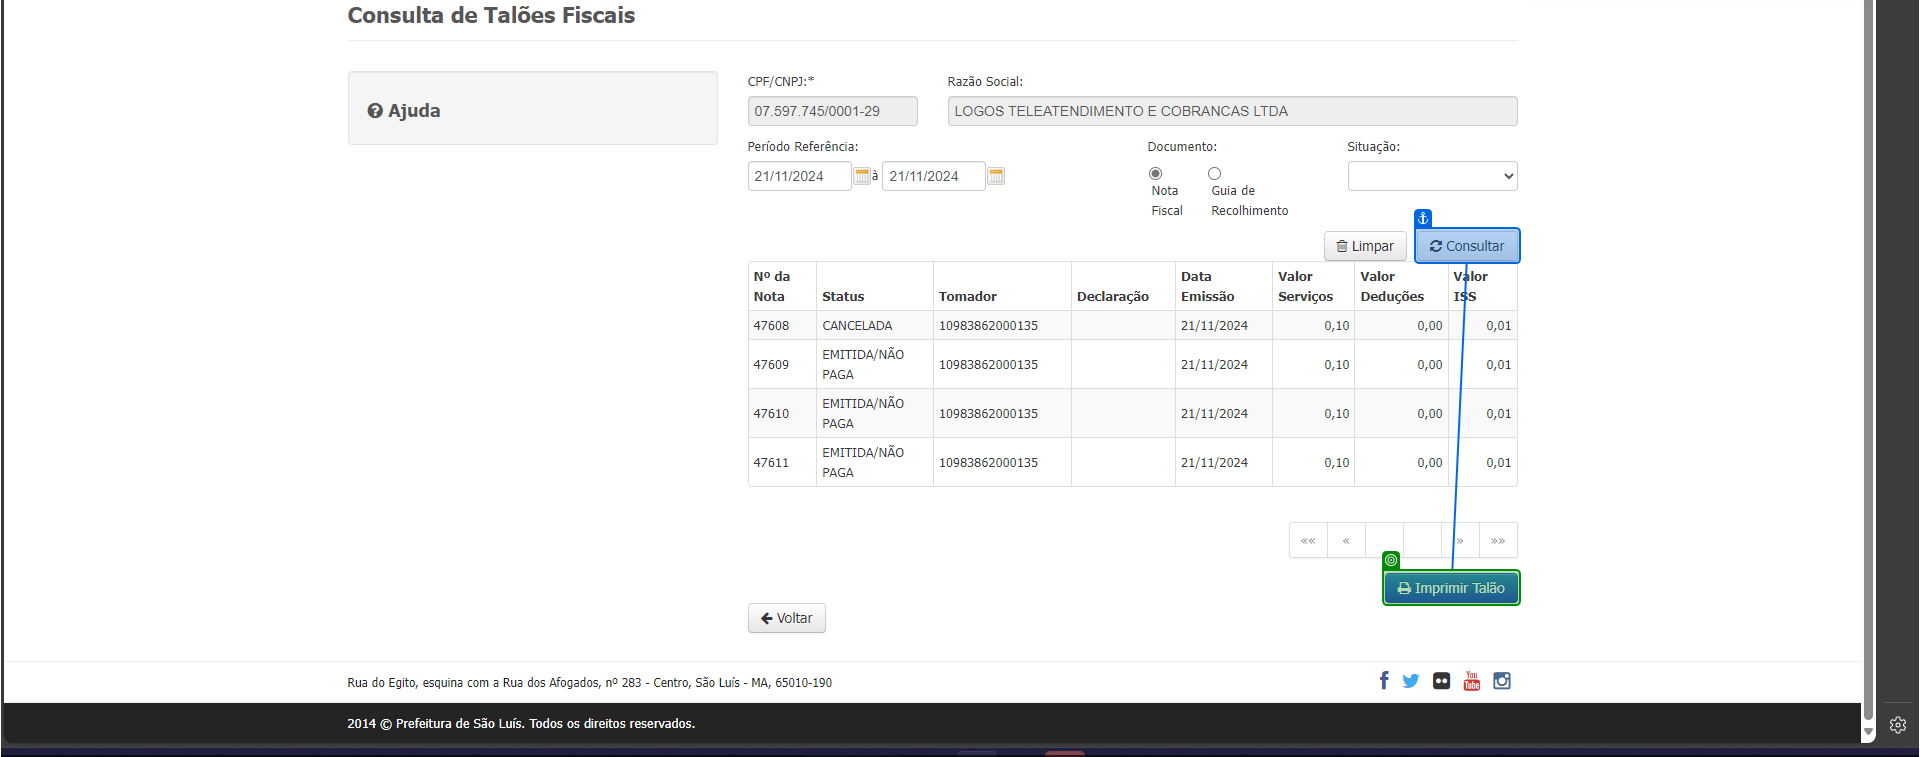 Consulta de Talões Fiscais
Ajuda
CPF/CNPJ:*
Razão Social:
07.597.745/0001-29
LOGOS TELEATENDIMENTO E COBRANCAS LTDA
Período Referência:
Documento:
Situação:
21/11/2024 à 21/11/2024
Nota Fiscal
Guia de Recolhimento
Limpar
Consultar
Nº da Nota Status Tomador Declaração Data Emissão Valor Serviços Valor Deduções Valor ISS
47608 CANCELADA 10983862000135 21/11/2024 0,10 0,00 0,01
47609 EMITIDA/NÃO PAGA 10983862000135 21/11/2024 0,10 0,00 0,01
47610 EMITIDA/NÃO PAGA 10983862000135 21/11/2024 0,10 0,00 0,01
47611 EMITIDA/NÃO PAGA 10983862000135 21/11/2024 0,10 0,00 0,01
«« « » »»
Imprimir Talão
Voltar
Rua do Egito, esquina com a Rua dos Afogados, nº 283 - Centro, São Luís - MA, 65010-190
You Tube
2014 © Prefeitura de São Luís. Todos os direitos reservados.